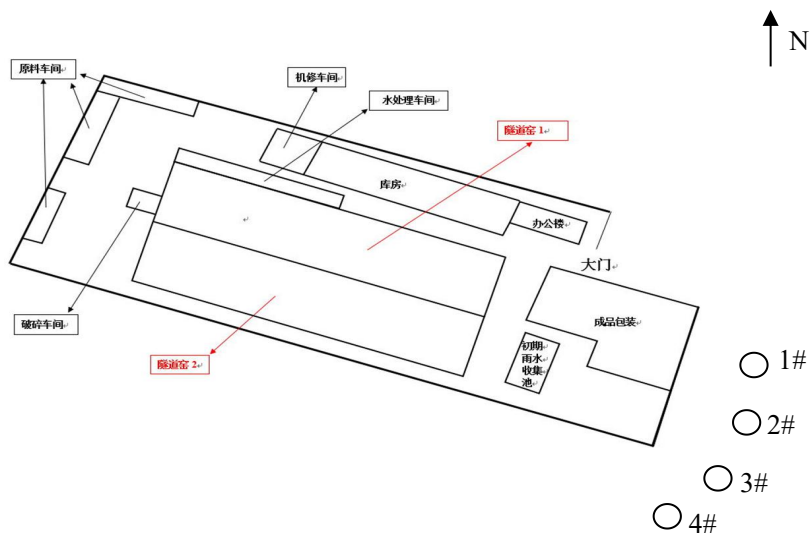 N
原料车间
机修车间
水处理车间
隧道窑 1
库房
办公楼
大门
成品包装
破碎车间
隧道窑 2
初期
雨水
收集
池
1#
2#
3#
4#